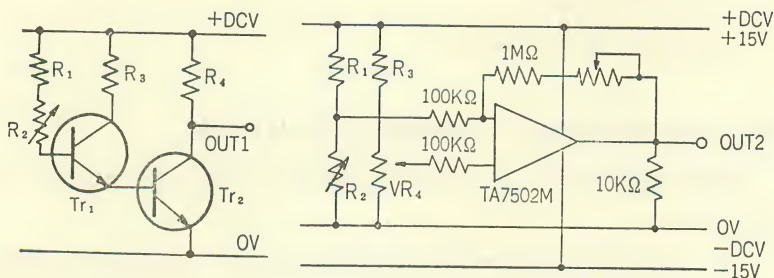 +DCV
R₁
R₃
R₄
R₂
OUT1
Tr₁
Tr₂
0V
+DCV
+15V
R₁
R₃
1MΩ
100KΩ
100KΩ
R₂
VR₄
TA7502M
OUT2
10KΩ
0V
−DCV
−15V